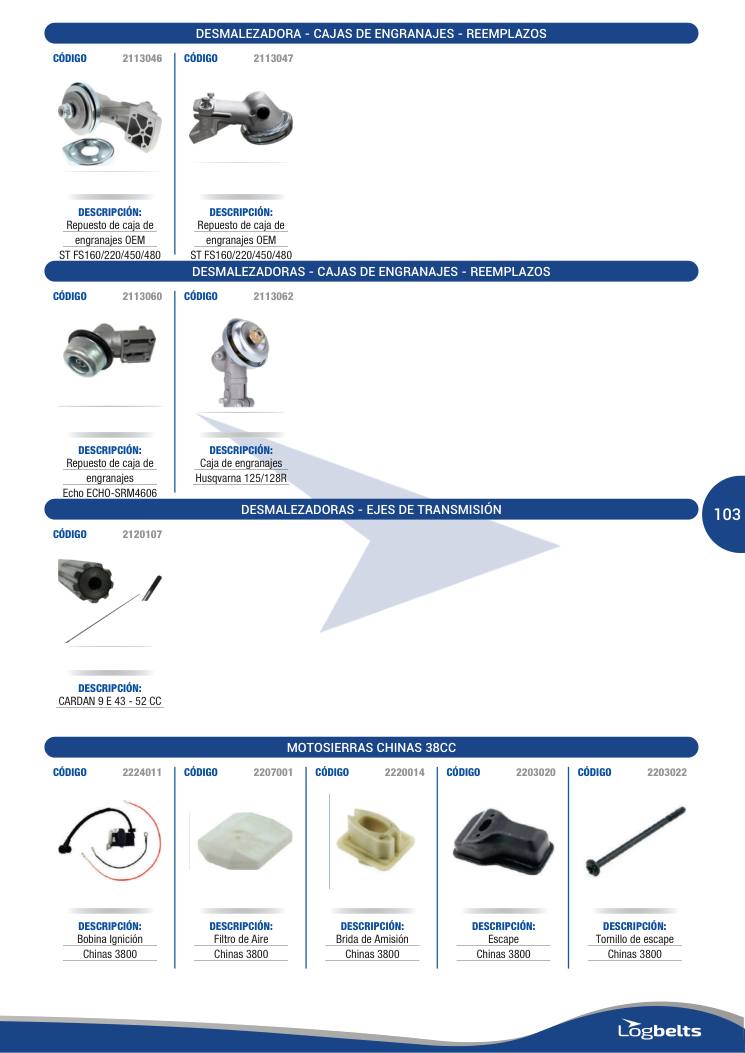 DESMALEZADORA - CAJAS DE ENGRANAJES - REEMPLAZOS
CÓDIGO 2113046
DESCRIPCIÓN:
Repuesto de caja de
engranajes OEM
ST FS160/220/450/480
CÓDIGO 2113047
DESCRIPCIÓN:
Repuesto de caja de
engranajes OEM
ST FS160/220/450/480
DESMALEZADORAS - CAJAS DE ENGRANAJES - REEMPLAZOS
CÓDIGO 2113060
DESCRIPCIÓN:
Repuesto de caja de
engranajes
Echo ECHO-SRM4606
CÓDIGO 2113062
DESCRIPCIÓN:
Caja de engranajes
Husqvarna 125/128R
DESMALEZADORAS - EJES DE TRANSMISIÓN
103
CÓDIGO 2120107
DESCRIPCIÓN:
CARDAN 9 E 43 - 52 CC
MOTOSIERRAS CHINAS 38CC
CÓDIGO 2224011
DESCRIPCIÓN:
Bobina Ignición
Chinas 3800
CÓDIGO 2207001
DESCRIPCIÓN:
Filtro de Aire
Chinas 3800
CÓDIGO 2220014
DESCRIPCIÓN:
Brida de Amisión
Chinas 3800
CÓDIGO 2203020
DESCRIPCIÓN:
Escape
Chinas 3800
CÓDIGO 2203022
DESCRIPCIÓN:
Tornillo de escape
Chinas 3800
Logbelts